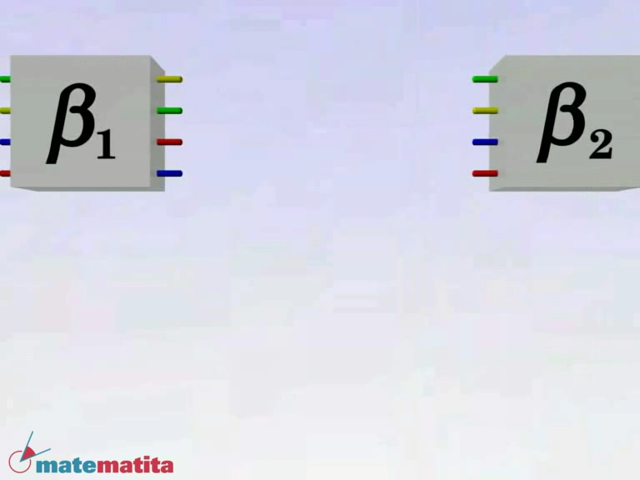 β₁
β₂
matematita